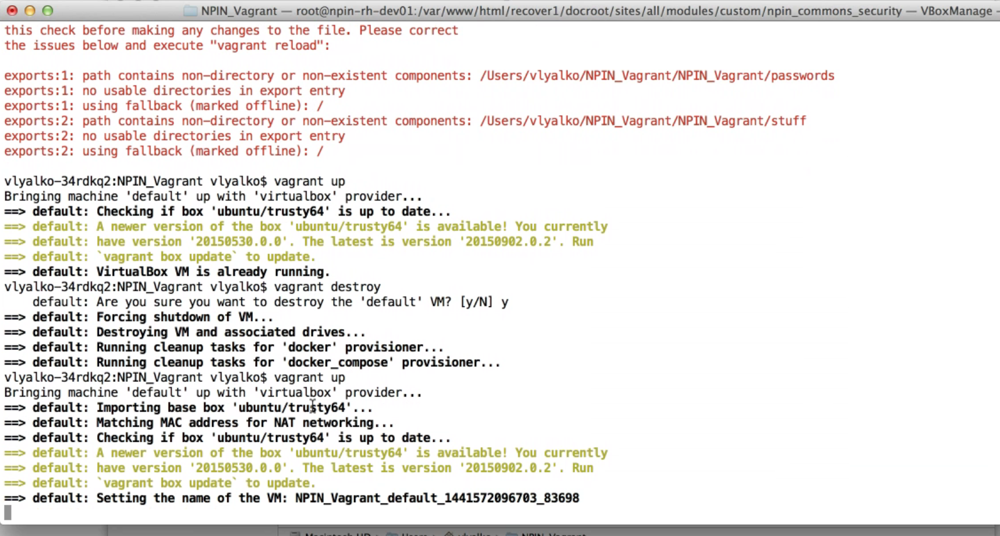 NPIN_Vagrant — root@npin-rh-dev01:/var/www/html/recover1/docroot/sites/all/modules/custom/npin_commons_security — VBoxManage -
this check before making any changes to the file. Please correct
the issues below and execute "vagrant reload":
exports:1: path contains non-directory or non-existent components: /Users/vlyalko/NPIN_Vagrant/NPIN_Vagrant/passwords
exports:1: no usable directories in export entry
exports:1: using fallback (marked offline): /
exports:2: path contains non-directory or non-existent components: /Users/vlyalko/NPIN_Vagrant/NPIN_Vagrant/stuff
exports:2: no usable directories in export entry
exports:2: using fallback (marked offline): /
vlyalko-34rdkq2:NPIN_Vagrant vlyalko$ vagrant up
Bringing machine 'default' up with 'virtualbox' provider...
==> default: Checking if box 'ubuntu/trusty64' is up to date...
==> default: A newer version of the box 'ubuntu/trusty64' is available! You currently
==> default: have version '20150530.0.0'. The latest is version '20150902.0.2'. Run
==> default: `vagrant box update` to update.
==> default: VirtualBox VM is already running.
vlyalko-34rdkq2:NPIN_Vagrant vlyalko$ vagrant destroy
default: Are you sure you want to destroy the 'default' VM? [y/N] y
==> default: Forcing shutdown of VM...
==> default: Destroying VM and associated drives...
==> default: Running cleanup tasks for 'docker' provisioner...
==> default: Running cleanup tasks for 'docker_compose' provisioner...
vlyalko-34rdkq2:NPIN_Vagrant vlyalko$ vagrant up
Bringing machine 'default' up with 'virtualbox' provider...
==> default: Importing base box 'ubuntu/trusty64'...
==> default: Matching MAC address for NAT networking...
==> default: Checking if box 'ubuntu/trusty64' is up to date...
==> default: A newer version of the box 'ubuntu/trusty64' is available! You currently
==> default: have version '20150530.0.0'. The latest is version '20150902.0.2'. Run
==> default: `vagrant box update` to update.
==> default: Setting the name of the VM: NPIN_Vagrant_default_1441572096703_83698